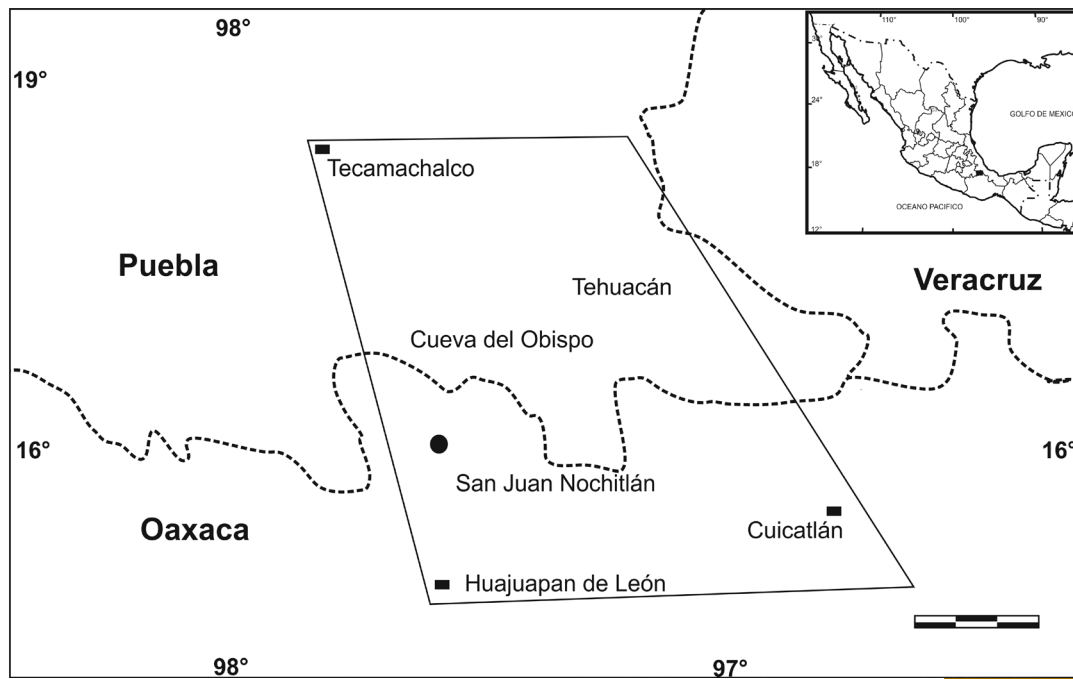 98°
110°
100°
90°
19°
30°
24°
GOLFO DE MEXICO
Tecamachalco
18°
OCEANO PACIFICO
12°
Puebla
Tehuacán
Veracruz
Cueva del Obispo
16°
16°
San Juan Nochitlán
Oaxaca
Cuicatlán
Huajuapan de León
98°
97°